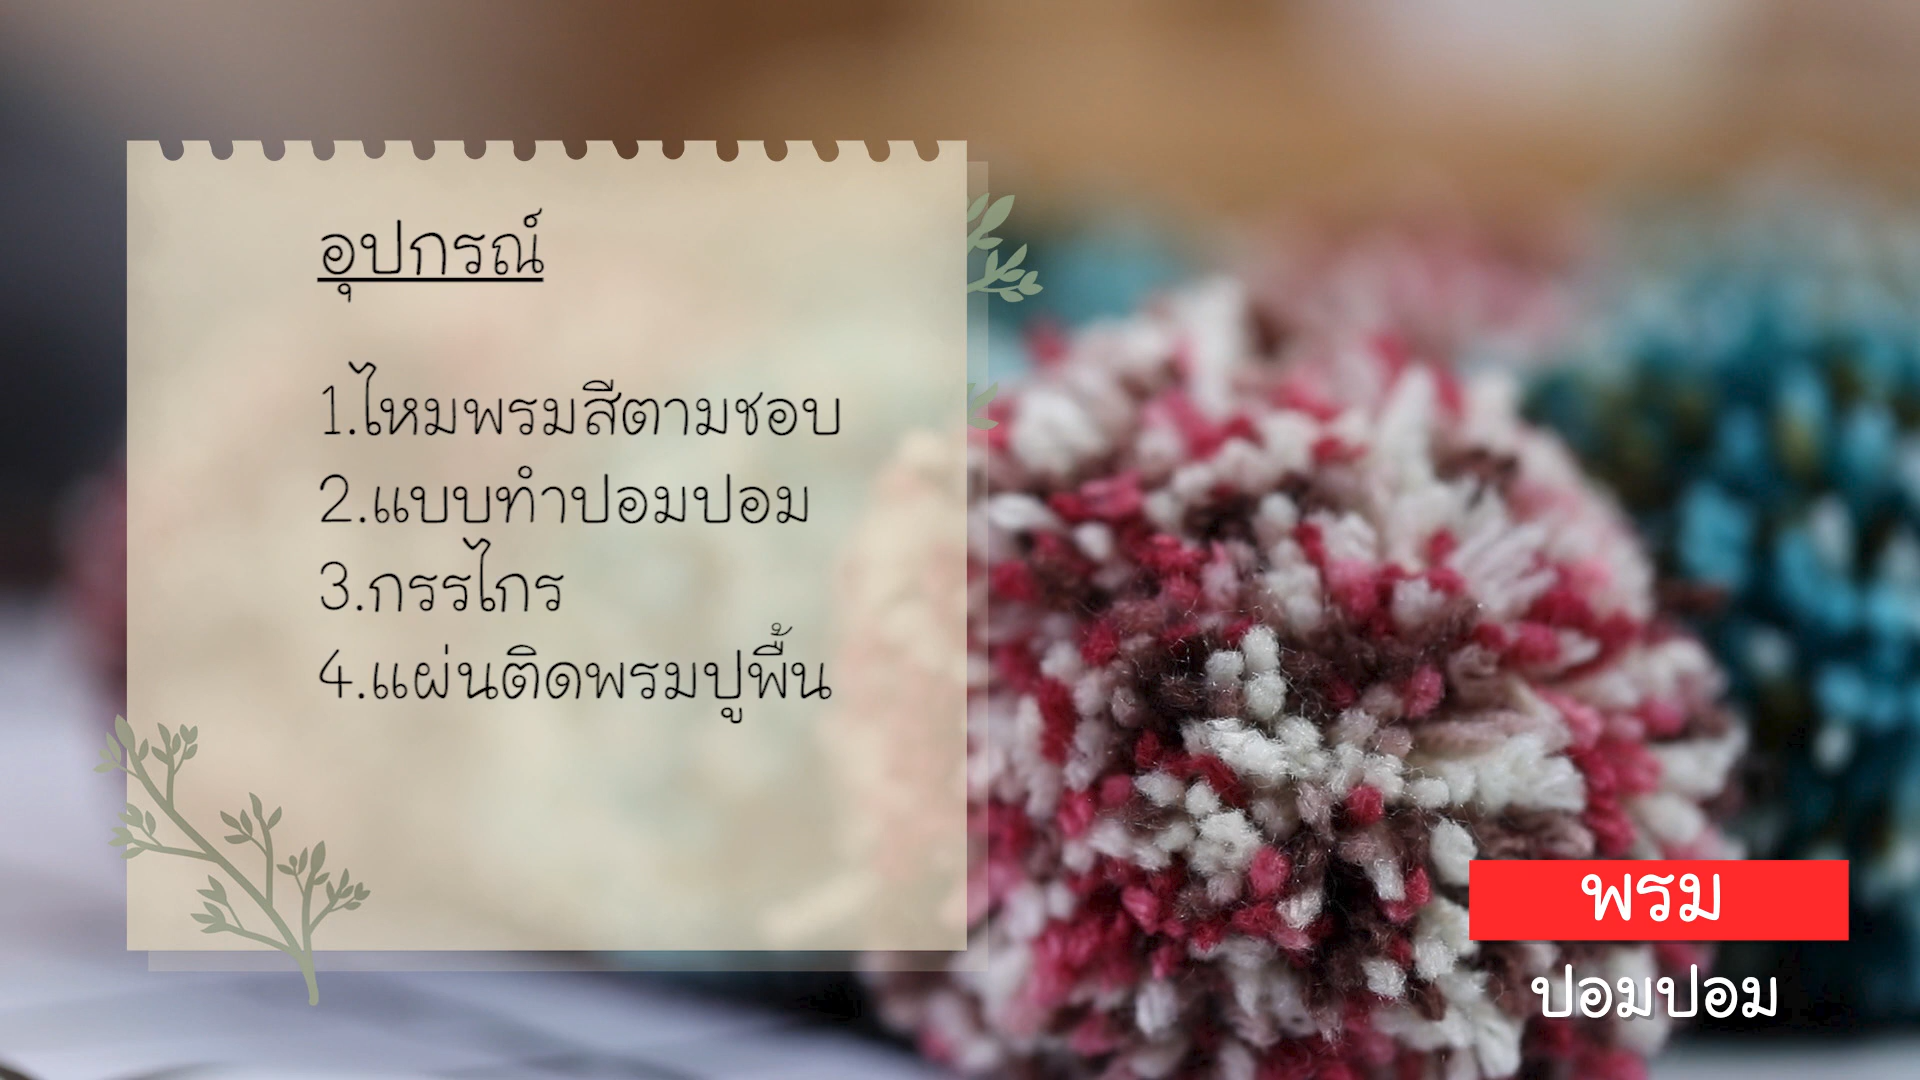 อุปกรณ์
1.ไหมพรมสีตามชอบ
2.แบบทำปอมปอม
3.กรรไกร
4.แผ่นติดพรมปูพื้น
พรม
ปอมปอม